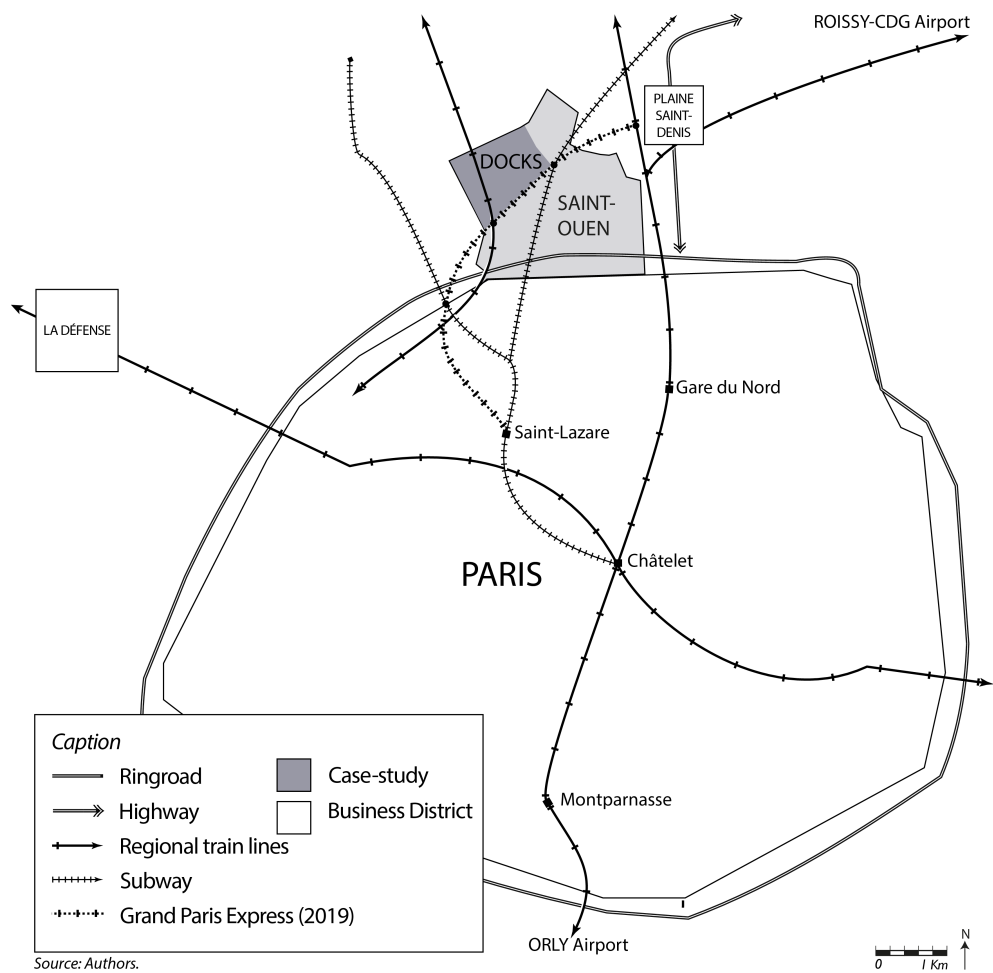 ROISSY-CDG Airport
PLAINE
SAINT-
DENIS
DOCKS
SAINT-
OUEN
LA DÉFENSE
Gare du Nord
Saint-Lazare
Châtelet
PARIS
Montparnasse
ORLY Airport
Caption
Ringroad
Highway
Regional train lines
Subway
Grand Paris Express (2019)
Case-study
Business District
N
0 1 Km
Source: Authors.